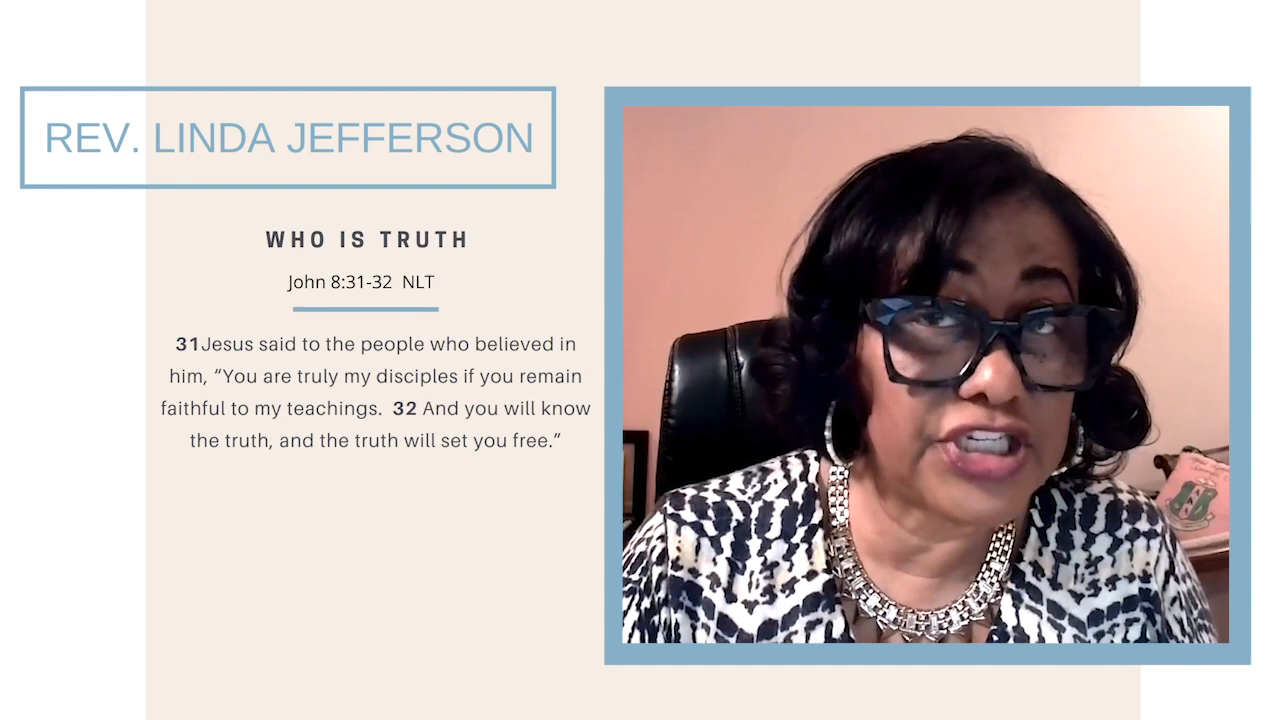 REV. LINDA JEFFERSON
WHO IS TRUTH
John 8:31-32  NLT
31Jesus said to the people who believed in
him, “You are truly my disciples if you remain
faithful to my teachings.  32 And you will know
the truth, and the truth will set you free.”